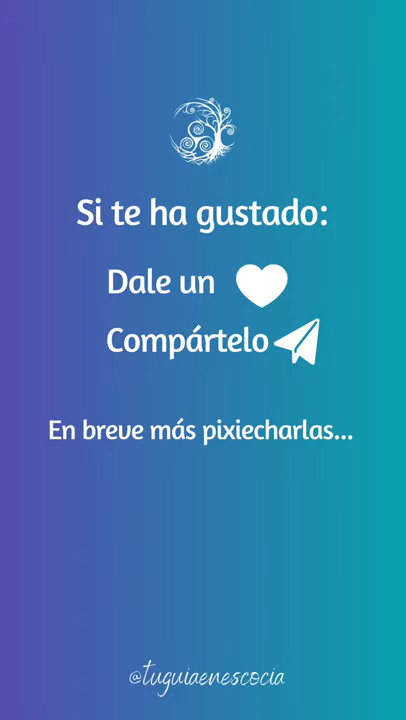 Si te ha gustado:
Dale un
Compártelo
En breve más pixiecharlas...
@tuguiaenescocia